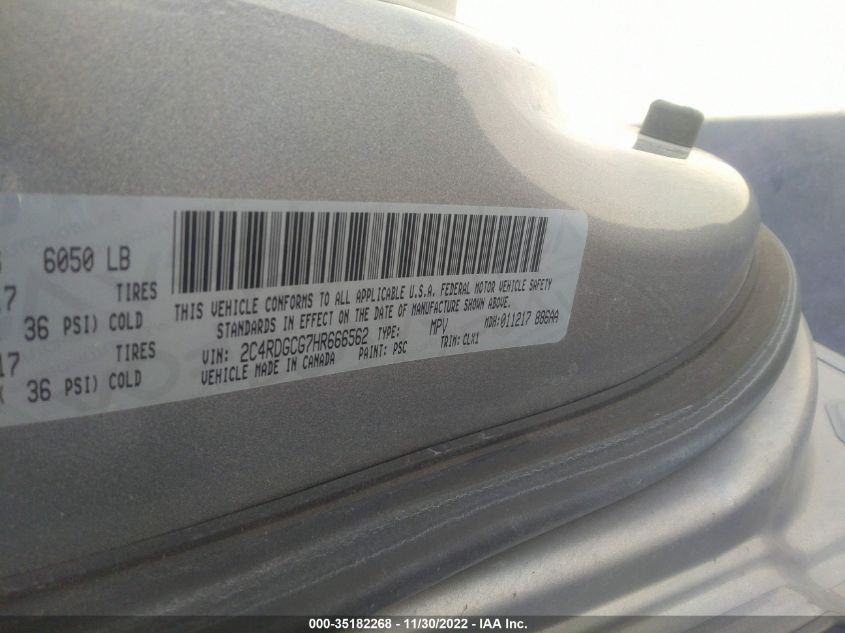 6050 LB
17 TIRES
36 PSI) COLD
17 TIRES
36 PSI) COLD
THIS VEHICLE CONFORMS TO ALL APPLICABLE U.S.A. FEDERAL MOTOR VEHICLE SAFETY
STANDARDS IN EFFECT ON THE DATE OF MANUFACTURE SHOWN ABOVE.
VIN: 2C4RDGCG7HR666562 TYPE: MPV MDH:011217 886AA
VEHICLE MADE IN CANADA PAINT: PSC TRIM: CLX1
000-35182268 - 11/30/2022 - IAA Inc.